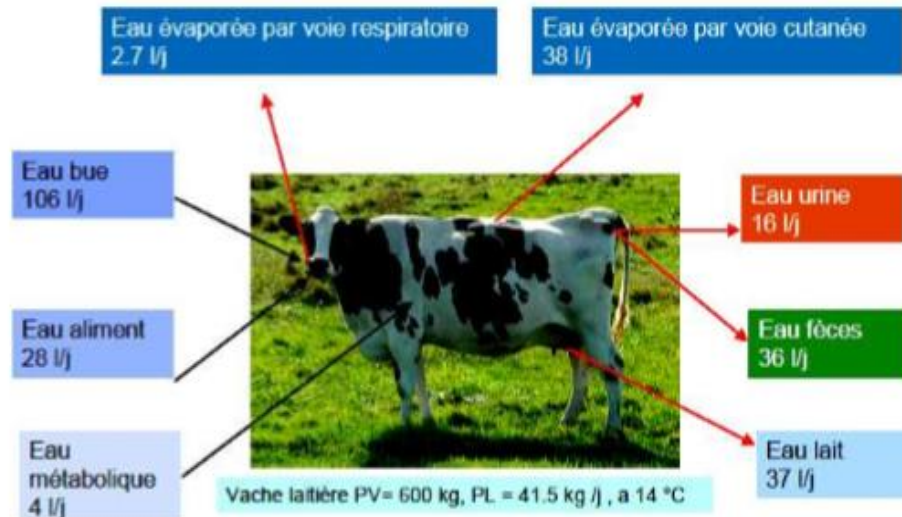 Eau évaporée par voie respiratoire
2.7 l/j
Eau évaporée par voie cutanée
38 l/j
Eau bue
106 l/j
Eau urine
16 l/j
Eau aliment
28 l/j
Eau fèces
36 l/j
Eau
métabolique
4 l/j
Eau lait
37 l/j
Vache laitière PV= 600 kg, PL = 41.5 kg /j , a 14 °C